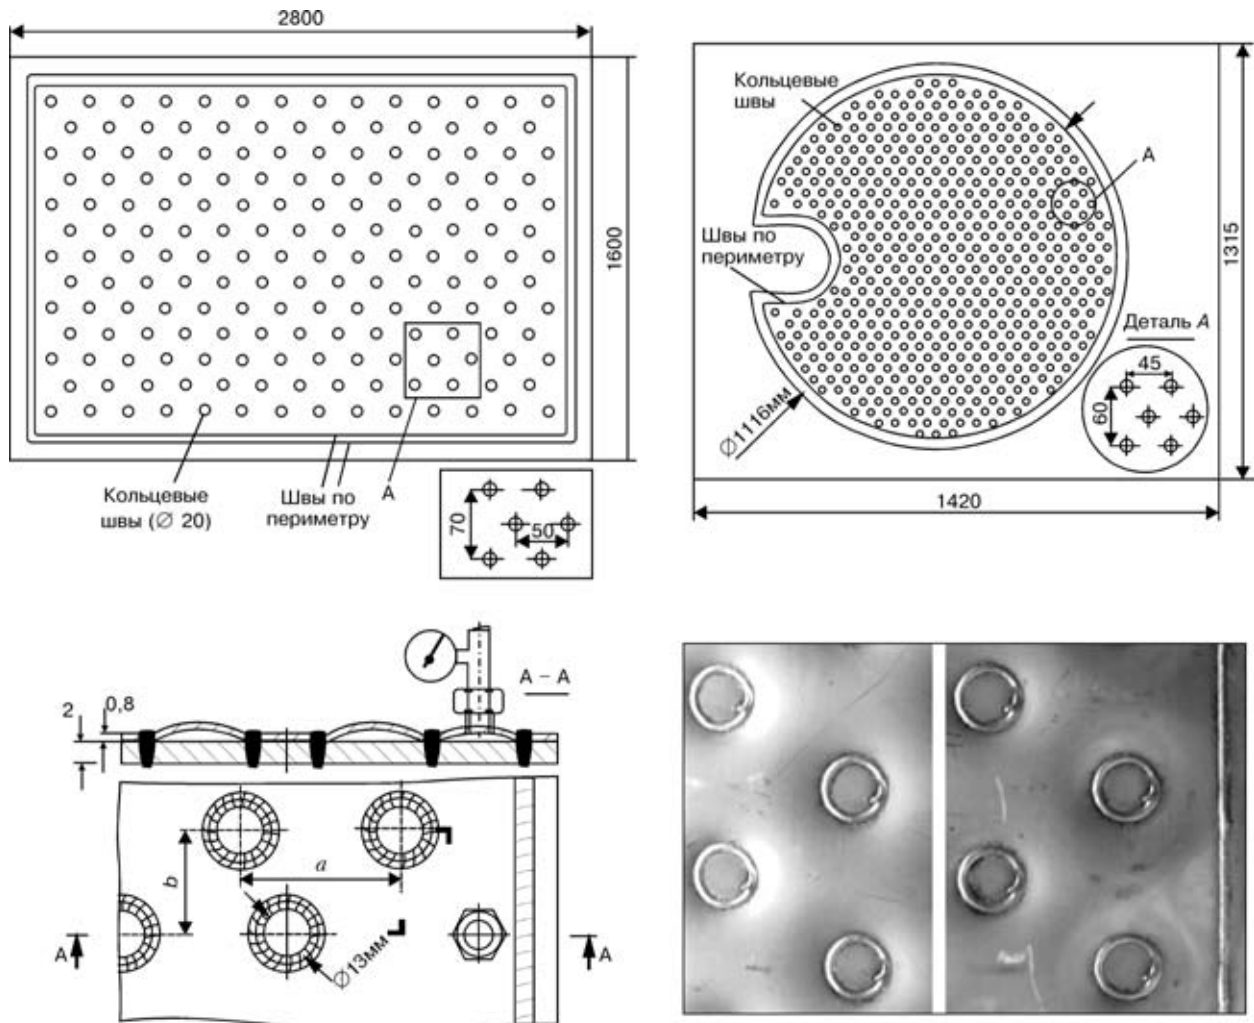 2800
1600
Кольцевые
швы (∅ 20)
Швы по
периметру
А
70
50
Кольцевые
швы
А
Швы по
периметру
∅1116мм
1315
Деталь А
45
60
1420
А – А
0,8
2
a
b
∅13мм
А
А